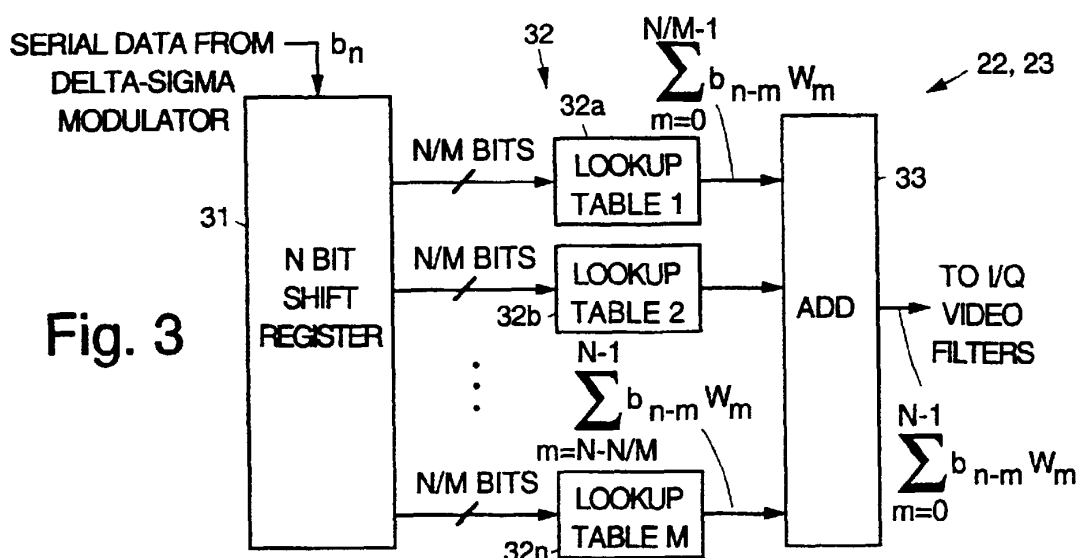 SERIAL DATA FROM
DELTA-SIGMA
MODULATOR
b_n
32
N/M-1
∑ b_{n-m} W_m
m=0
22, 23
32a
N/M BITS
LOOKUP
TABLE 1
33
31
N BIT
SHIFT
REGISTER
N/M BITS
LOOKUP
TABLE 2
32b
ADD
TO I/Q
VIDEO
FILTERS
Fig. 3
N-1
∑ b_{n-m} W_m
m=N-N/M
N-1
∑ b_{n-m} W_m
m=0
N/M BITS
LOOKUP
TABLE M
32n